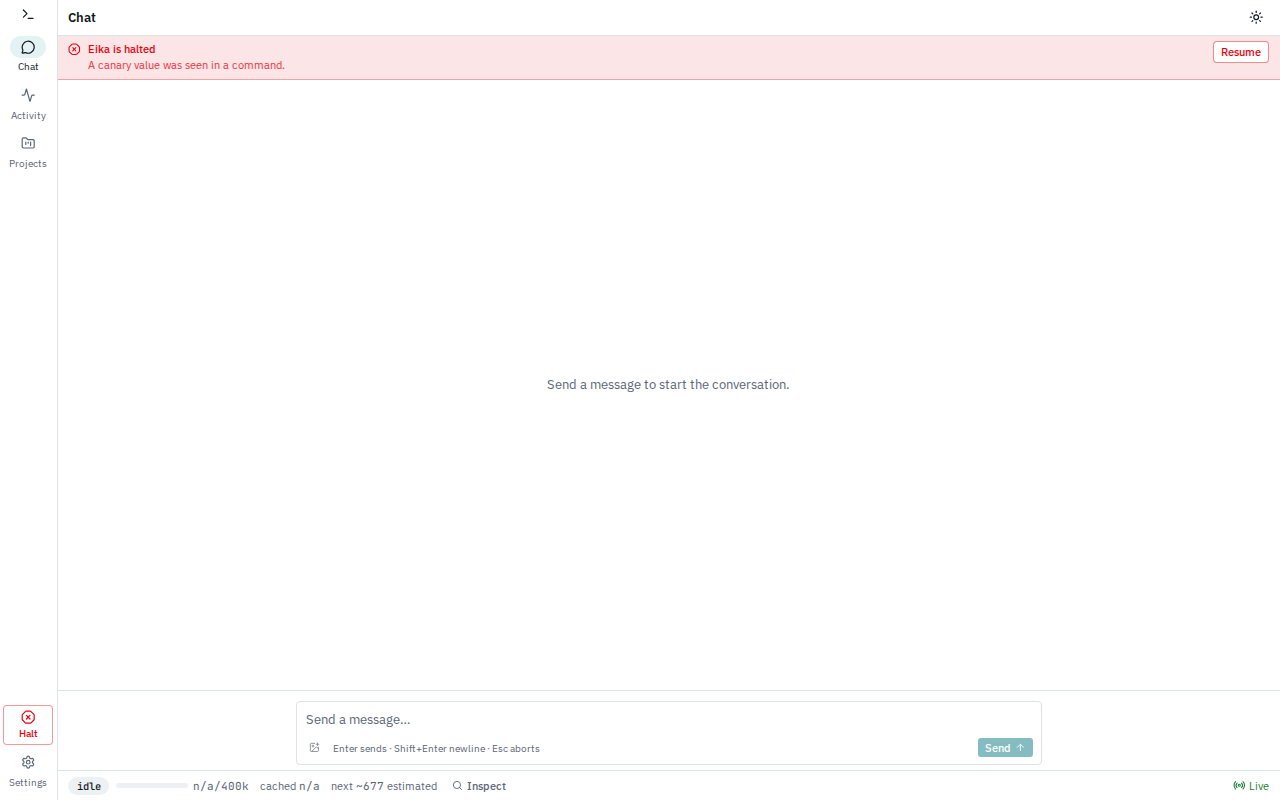 Chat
Eika is halted
A canary value was seen in a command.
Resume
Chat
Activity
Projects
Send a message to start the conversation.
Send a message...
Enter sends · Shift+Enter newline · Esc aborts
Send
Halt
Settings
idle
n/a/400k
cached n/a
next ~677 estimated
Inspect
Live